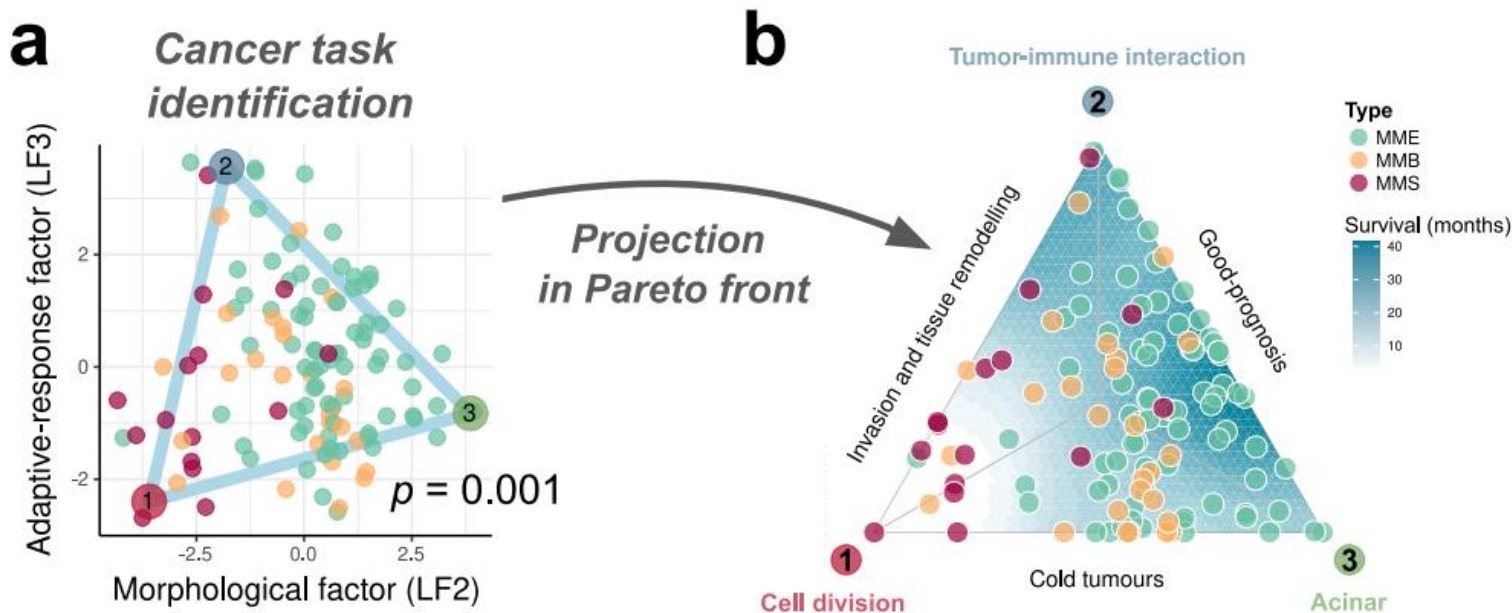 a
Cancer task
identification
Adaptive-response factor (LF3)
2
0
-2
2
3
1
p = 0.001
-2.5
0.0
2.5
Morphological factor (LF2)
Projection
in Pareto front
b
Tumor-immune interaction
2
Invasion and tissue remodelling
Good-prognosis
1
Cold tumours
3
Cell division
Acinar
Type
MME
MMB
MMS
Survival (months)
40
30
20
10